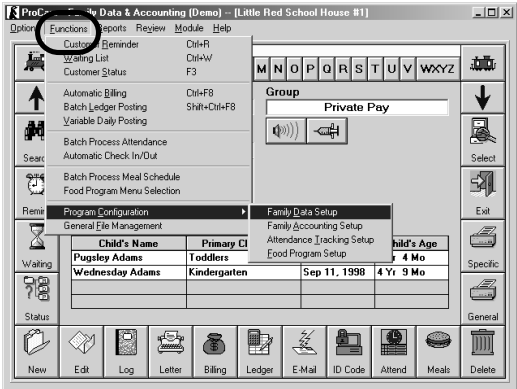 ProCare Family Data & Accounting (Demo) -- [Little Red School House #1]
Functions Reports Review Module Help
Customer Reminder Ctrl+R
Waiting List Ctrl+W
Customer Status F3
Automatic Billing Ctrl+F8
Batch Ledger Posting Shift+Ctrl+F8
Variable Daily Posting
Batch Process Attendance
Automatic Check In/Out
Batch Process Meal Schedule
Food Program Menu Selection
Program Configuration
General File Management
Family Data Setup
Family Accounting Setup
Attendance Tracking Setup
Food Program Setup
M N O P Q R S T U V WXYZ
Group
Private Pay
Select
Exit
Specific
General
Waiting
Status
Child's Name Primary Age
Pugsley Adams Toddlers 4 Mo
Wednesday Adams Kindergarten Sep 11, 1998 4 Yr 9 Mo
New Edit Log Letter Billing Ledger E-Mail ID Code Attend Meals Delete